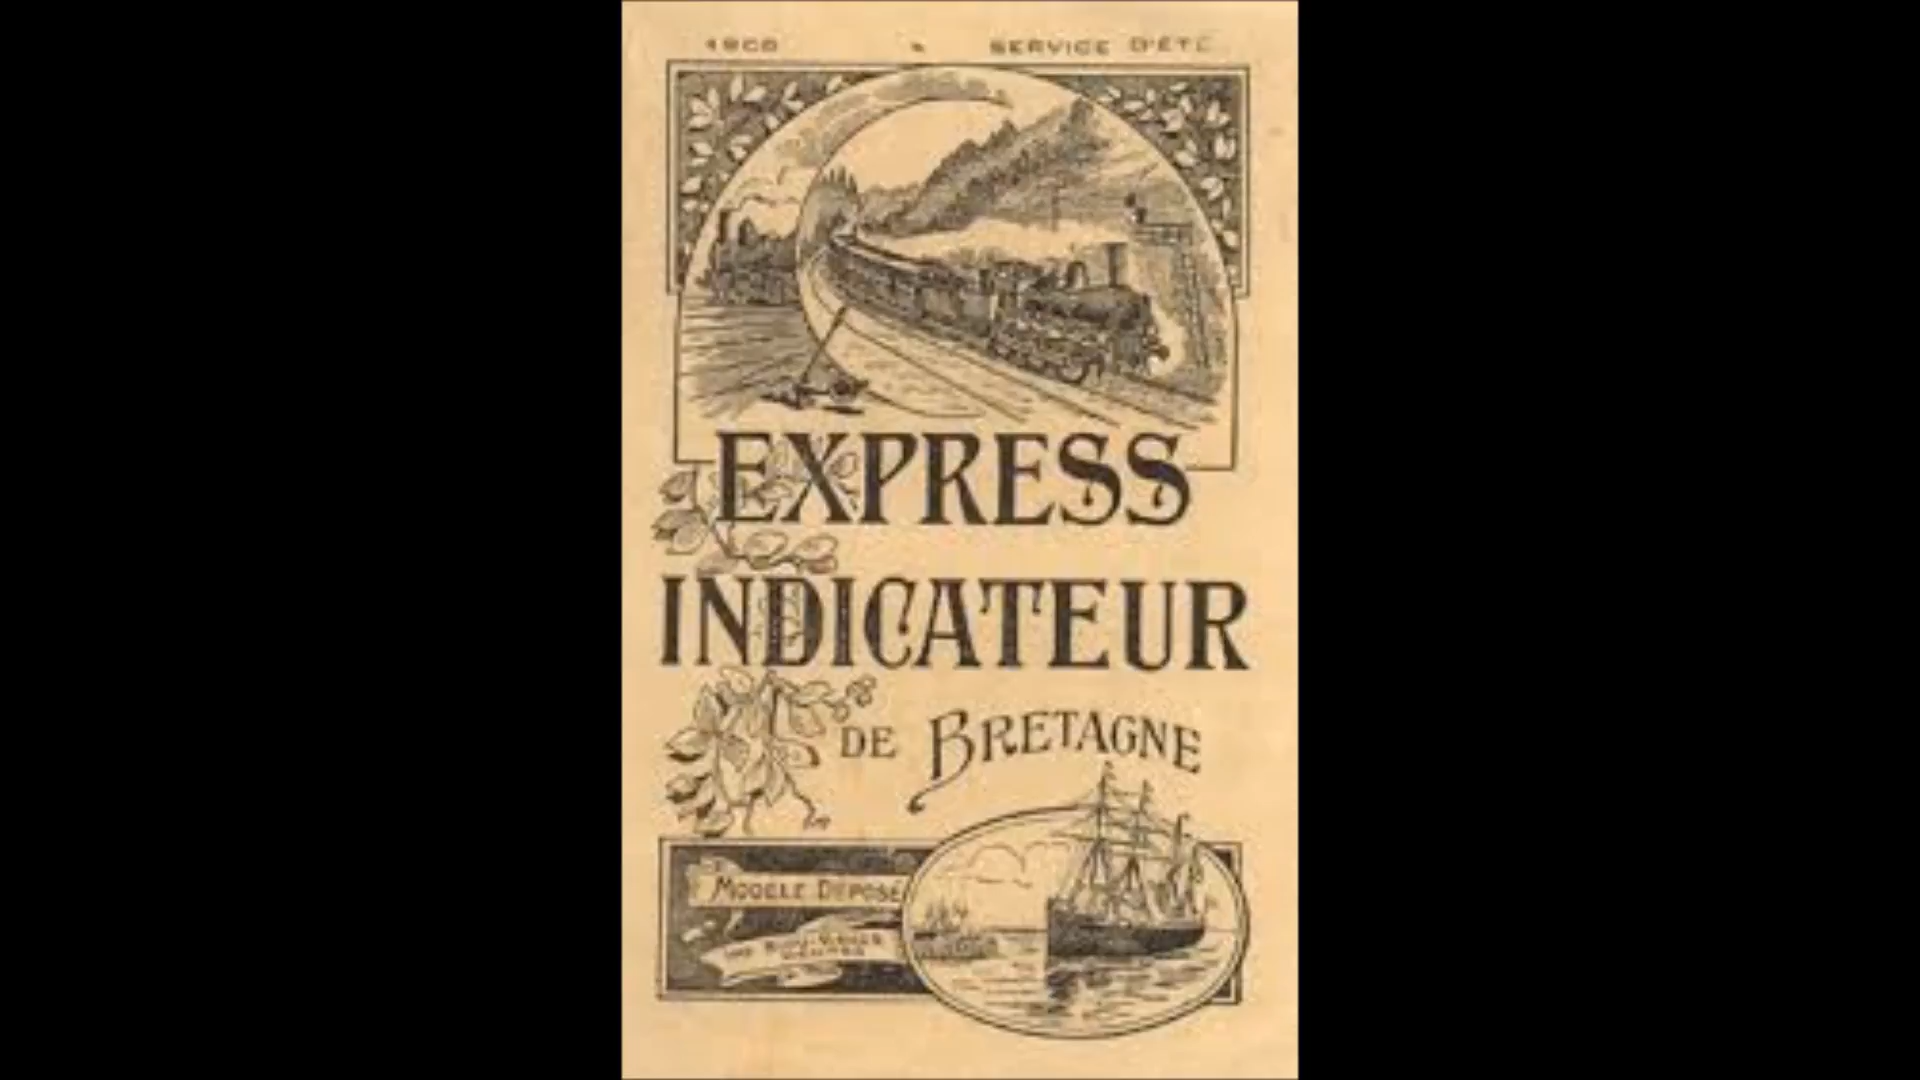 SERVICE D'ÉTÉ
EXPRESS
INDICATEUR
DE BRETAGNE
MODÈLE DÉPOSÉ